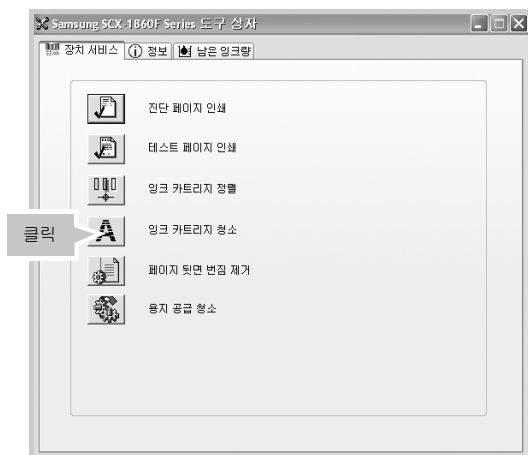 Samsung SCX-1860F Series 도구 상자
장치 서비스 정보 남은 잉크량
진단 페이지 인쇄
테스트 페이지 인쇄
잉크 카트리지 정렬
클릭
잉크 카트리지 청소
페이지 뒷면 번짐 제거
용지 공급 청소